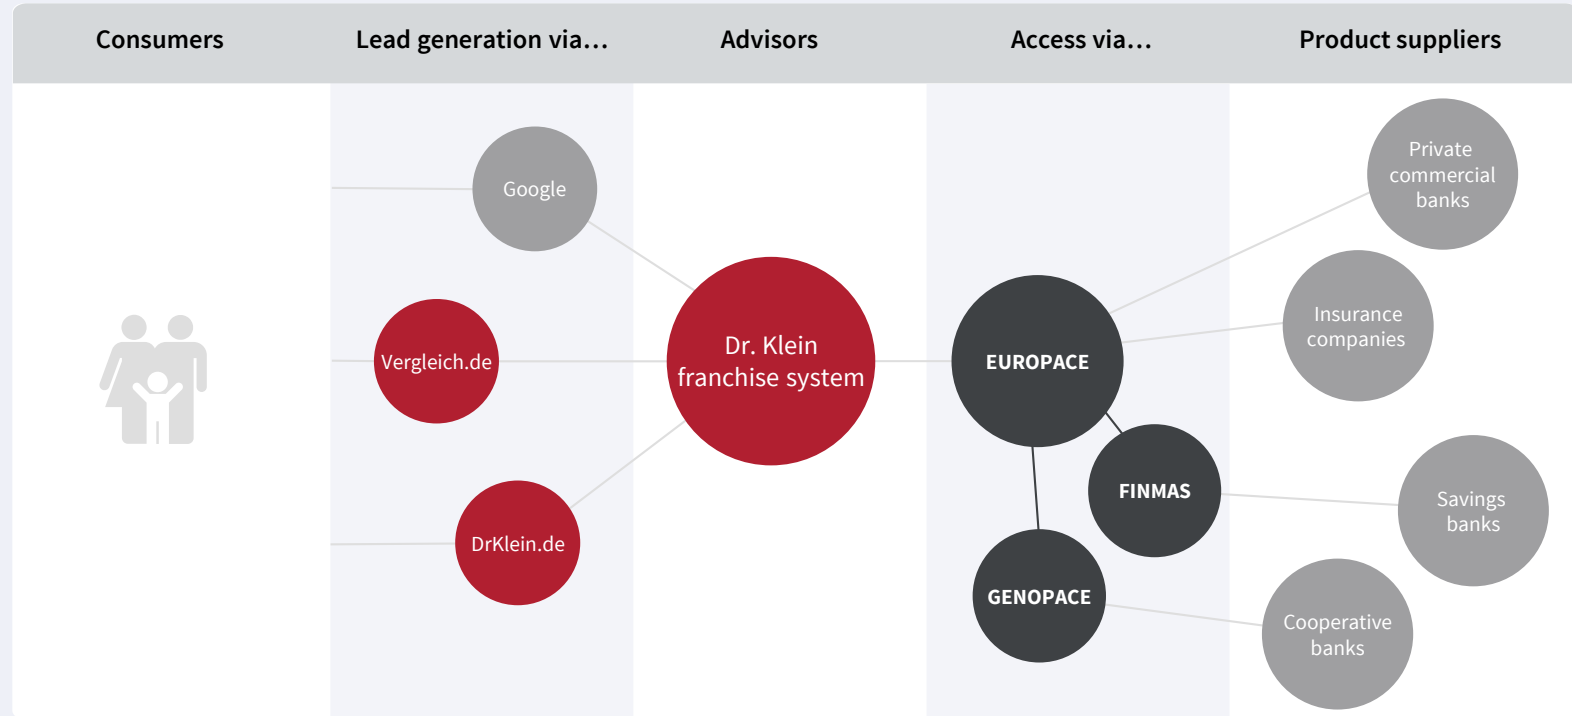 Consumers
Lead generation via…
Advisors
Access via…
Product suppliers
Google
Vergleich.de
DrKlein.de
Dr. Klein
franchise system
EUROPACE
FINMAS
GENOPACE
Private
commercial
banks
Insurance
companies
Savings
banks
Cooperative
banks